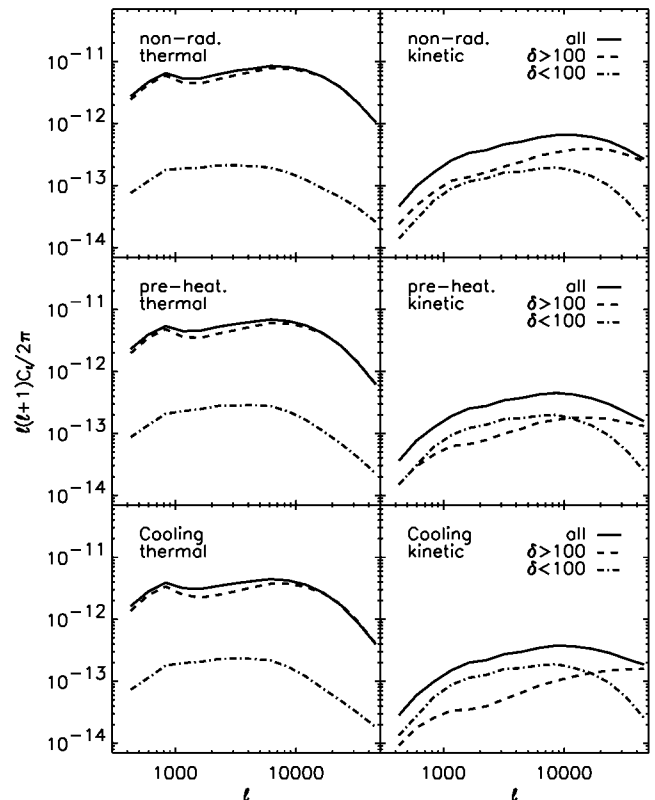 non-rad.
thermal
10⁻¹¹
10⁻¹²
10⁻¹³
10⁻¹⁴
non-rad.
kinetic
all
δ>100
δ<100
pre-heat.
thermal
10⁻¹¹
10⁻¹²
10⁻¹³
10⁻¹⁴
pre-heat.
kinetic
all
δ>100
δ<100
ℓ(ℓ+1)Cℓ/2π
Cooling
thermal
10⁻¹¹
10⁻¹²
10⁻¹³
10⁻¹⁴
Cooling
kinetic
all
δ>100
δ<100
1000 10000
1000 10000
ℓ ℓ